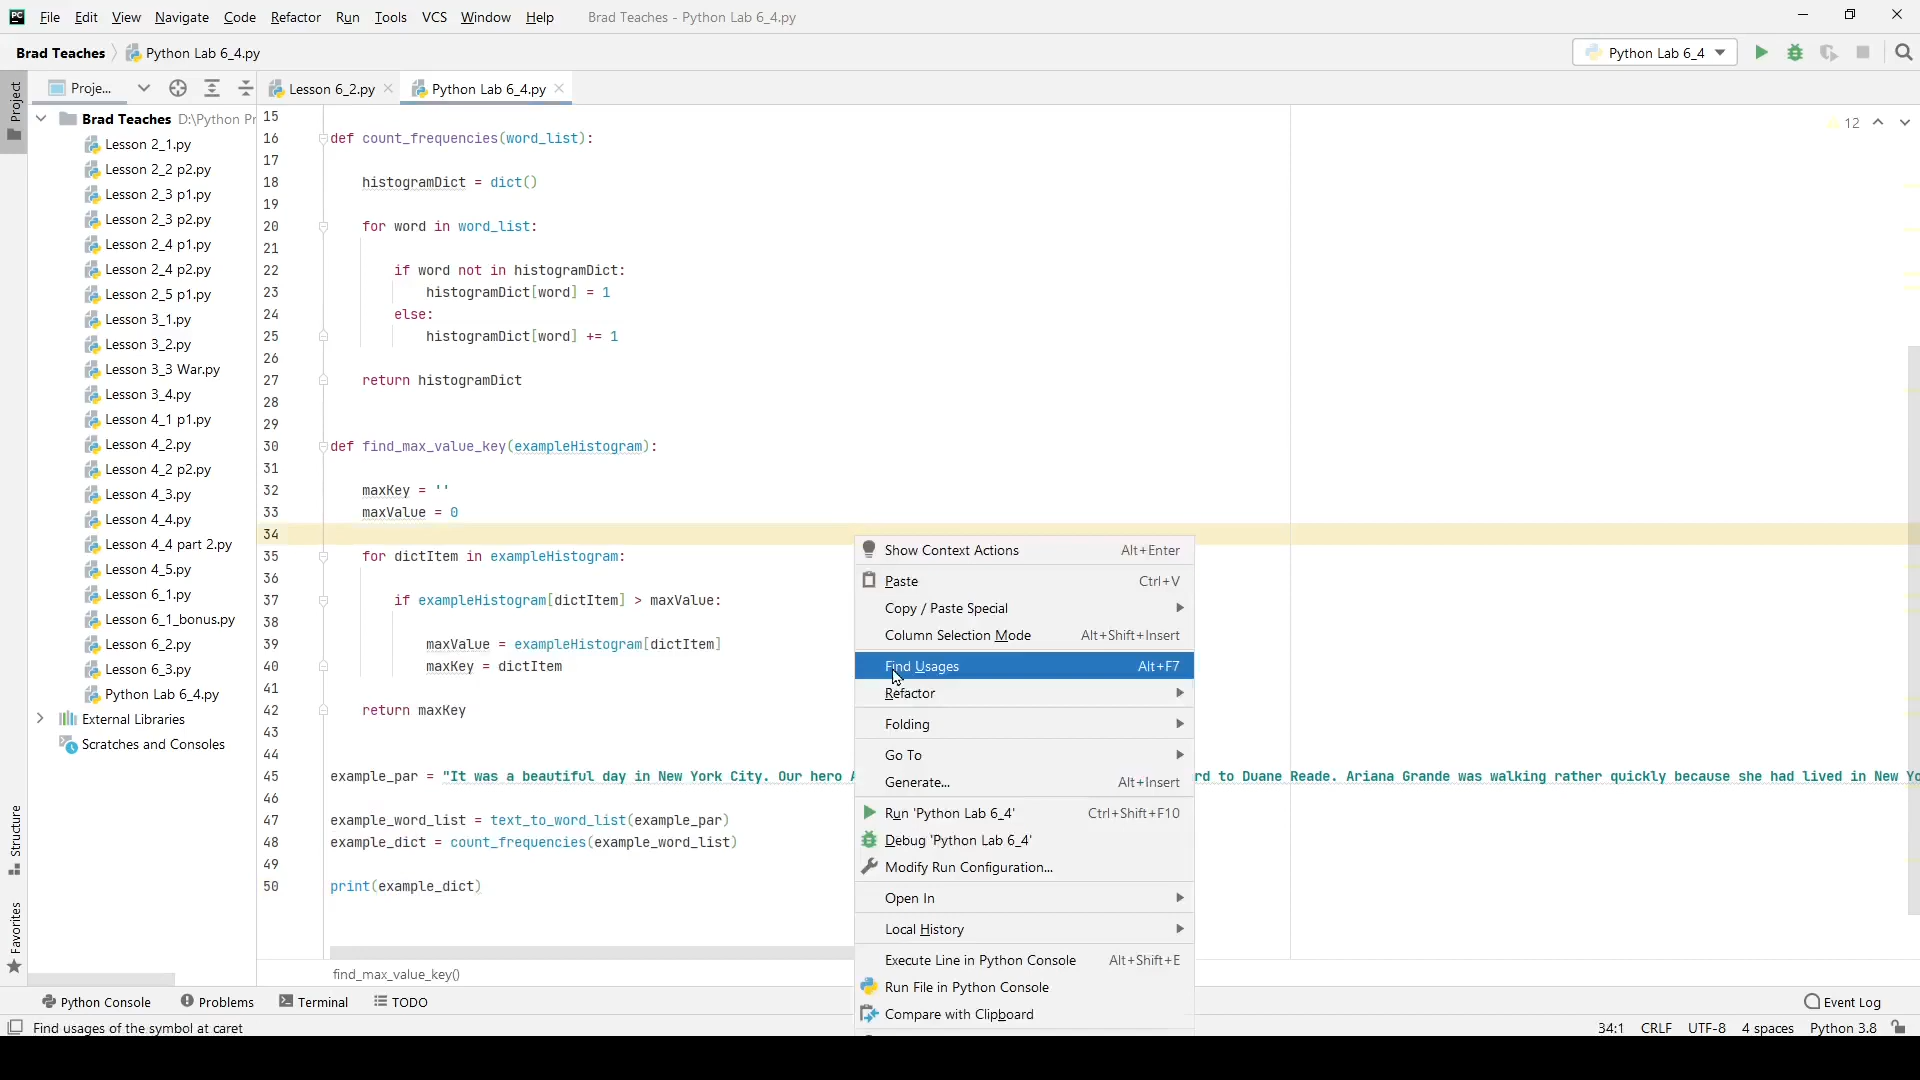 PC File Edit View Navigate Code Refactor Run Tools VCS Window Help Brad Teaches - Python Lab 6_4.py
Brad Teaches Python Lab 6_4.py Python Lab 6_4
Project
Proje... Lesson 6_2.py Python Lab 6_4.py
Brad Teaches D:\Python Pr
Lesson 2_1.py
Lesson 2_2 p2.py
Lesson 2_3 p1.py
Lesson 2_3 p2.py
Lesson 2_4 p1.py
Lesson 2_4 p2.py
Lesson 2_5 p1.py
Lesson 3_1.py
Lesson 3_2.py
Lesson 3_3 War.py
Lesson 3_4.py
Lesson 4_1 p1.py
Lesson 4_2.py
Lesson 4_2 p2.py
Lesson 4_3.py
Lesson 4_4.py
Lesson 4_4 part 2.py
Lesson 4_5.py
Lesson 6_1.py
Lesson 6_1_bonus.py
Lesson 6_2.py
Lesson 6_3.py
Python Lab 6_4.py
External Libraries
Scratches and Consoles
Structure
Favorites
12
15
16 def count_frequencies(word_list):
17
18 histogramDict = dict()
19
20 for word in word_list:
21
22 if word not in histogramDict:
23 histogramDict[word] = 1
24 else:
25 histogramDict[word] += 1
26
27 return histogramDict
28
29
30 def find_max_value_key(exampleHistogram):
31
32 maxKey = ''
33 maxValue = 0
34
35 for dictItem in exampleHistogram:
36
37 if exampleHistogram[dictItem] > maxValue:
38
39 maxValue = exampleHistogram[dictItem]
40 maxKey = dictItem
41
42 return maxKey
43
44
45 example_par = "It was a beautiful day in New York City. Our hero A rd to Duane Reade. Ariana Grande was walking rather quickly because she had lived in New Yo
46
47 example_word_list = text_to_word_list(example_par)
48 example_dict = count_frequencies(example_word_list)
49
50 print(example_dict)
Show Context Actions Alt+Enter
Paste Ctrl+V
Copy / Paste Special
Column Selection Mode Alt+Shift+Insert
Find Usages Alt+F7
Refactor
Folding
Go To
Generate... Alt+Insert
Run 'Python Lab 6_4' Ctrl+Shift+F10
Debug 'Python Lab 6_4'
Modify Run Configuration...
Open In
Local History
Execute Line in Python Console Alt+Shift+E
Run File in Python Console
Compare with Clipboard
find_max_value_key()
Python Console Problems Terminal TODO Event Log
Find usages of the symbol at caret 34:1 CRLF UTF-8 4 spaces Python 3.8